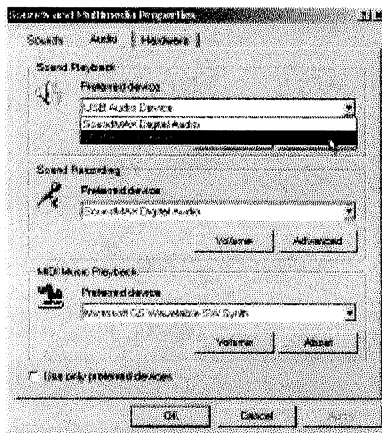 Sounds and Multimedia Properties
Sounds Audio Hardware
Sound Playback
Preferred device
USB Audio Device
SoundMAX Digital Audio
Sound Recording
Preferred device
SoundMAX Digital Audio
Volume Advanced
MIDI Music Playback
Preferred device
Microsoft GS Wavetable SW Synth
Volume About
Use only preferred devices
OK Cancel